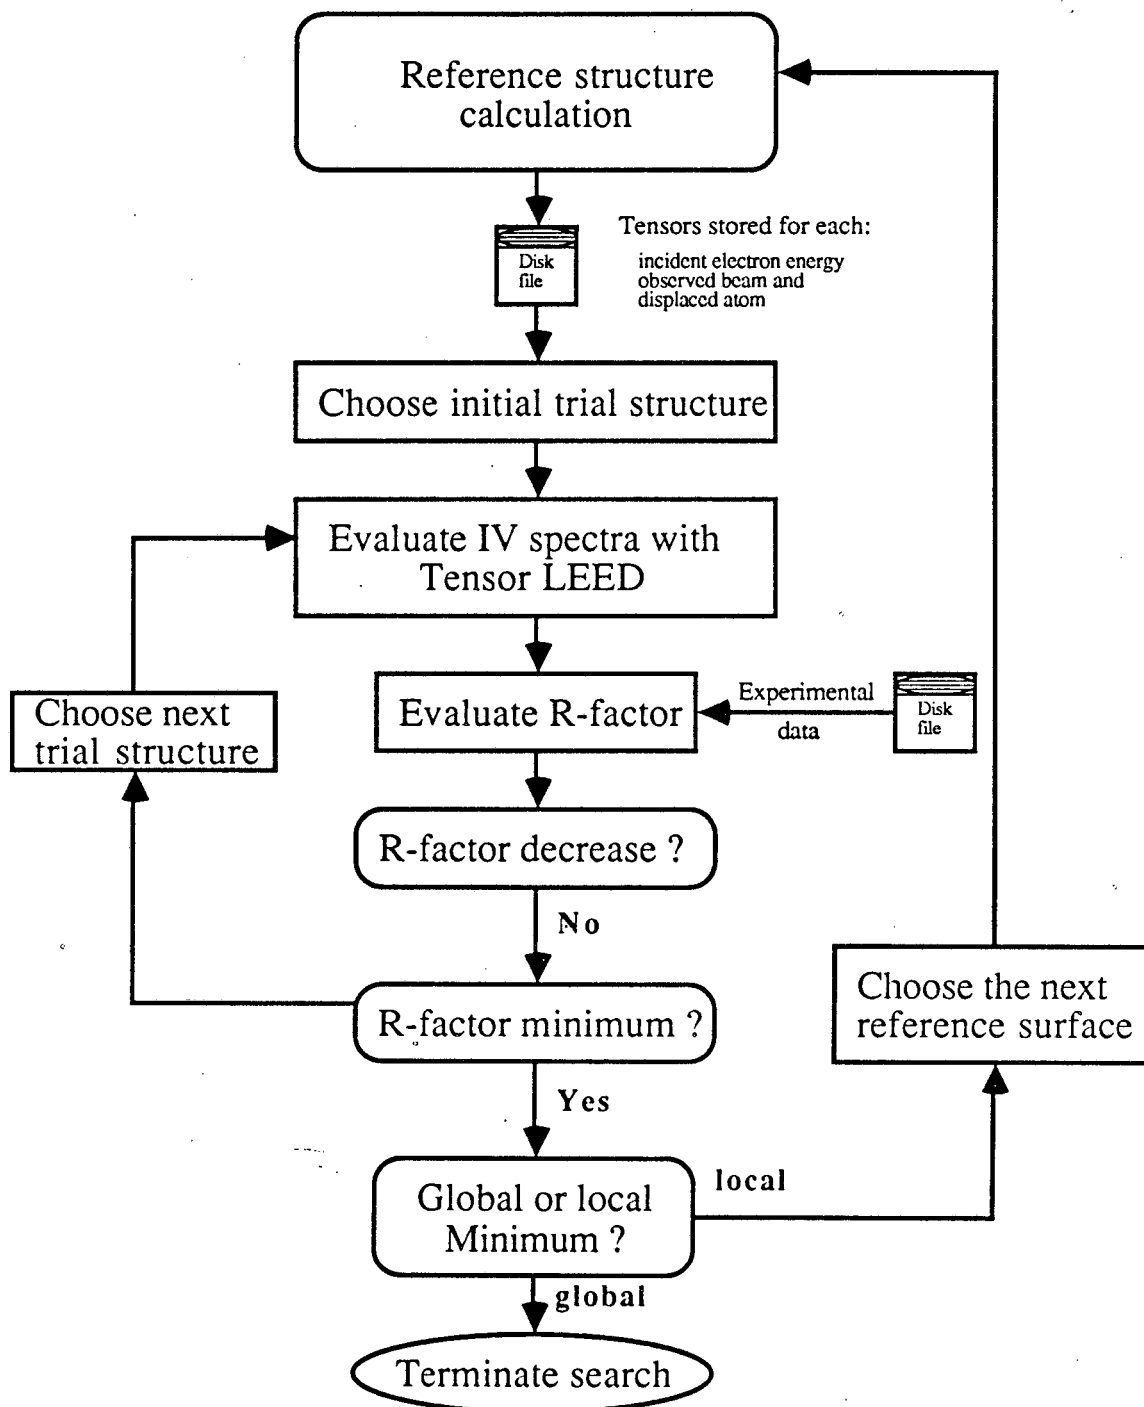 Reference structure
calculation
Tensors stored for each:
incident electron energy
observed beam and
displaced atom
Disk
file
Choose initial trial structure
Evaluate IV spectra with
Tensor LEED
Choose next
trial structure
Evaluate R-factor
Experimental
data
Disk
file
R-factor decrease ?
No
R-factor minimum ?
Choose the next
reference surface
Yes
Global or local
Minimum ?
local
global
Terminate search